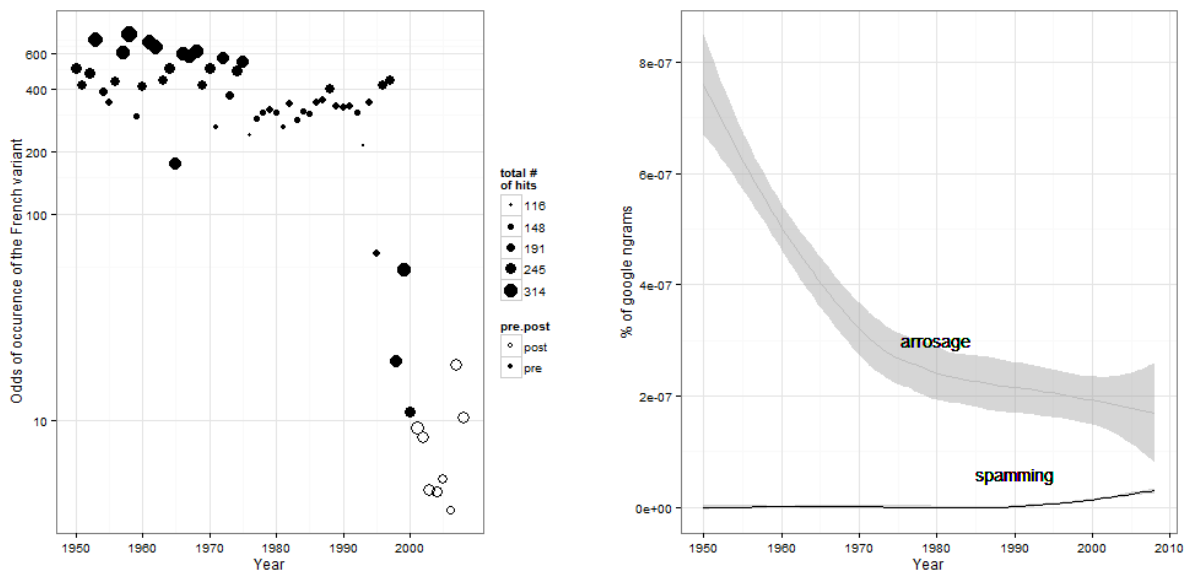 Odds of occurence of the French variant
600
400
200
100
10
1950
1960
1970
1980
1990
2000
Year
total #
of hits
116
148
191
245
314
pre.post
post
pre
% of google ngrams
8e-07
6e-07
4e-07
2e-07
0e+00
arrosage
spamming
1950
1960
1970
1980
1990
2000
2010
Year